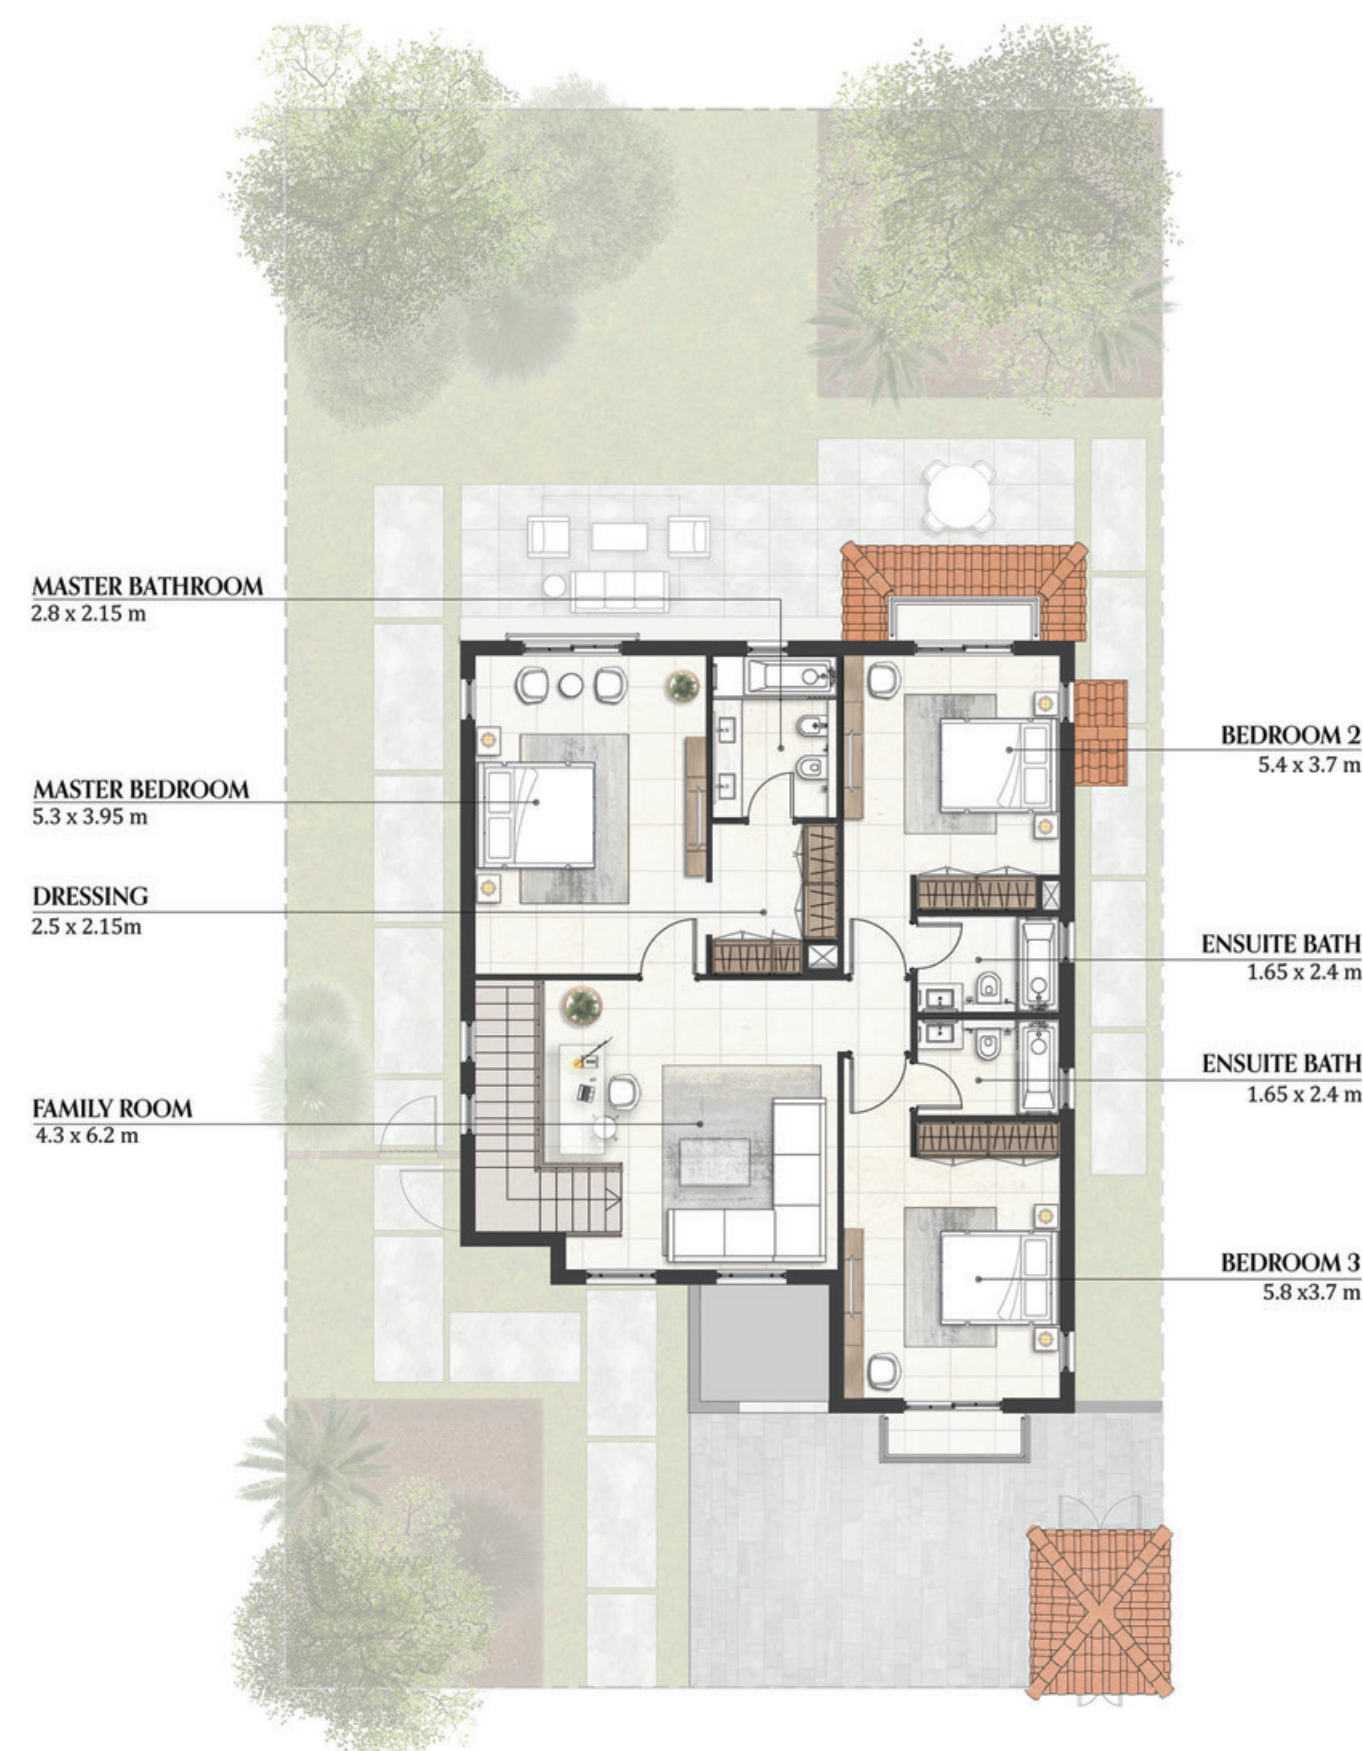 MASTER BATHROOM
2.8 x 2.15 m
MASTER BEDROOM
5.3 x 3.95 m
DRESSING
2.5 x 2.15m
FAMILY ROOM
4.3 x 6.2 m
BEDROOM 2
5.4 x 3.7 m
ENSUITE BATH
1.65 x 2.4 m
ENSUITE BATH
1.65 x 2.4 m
BEDROOM 3
5.8 x3.7 m